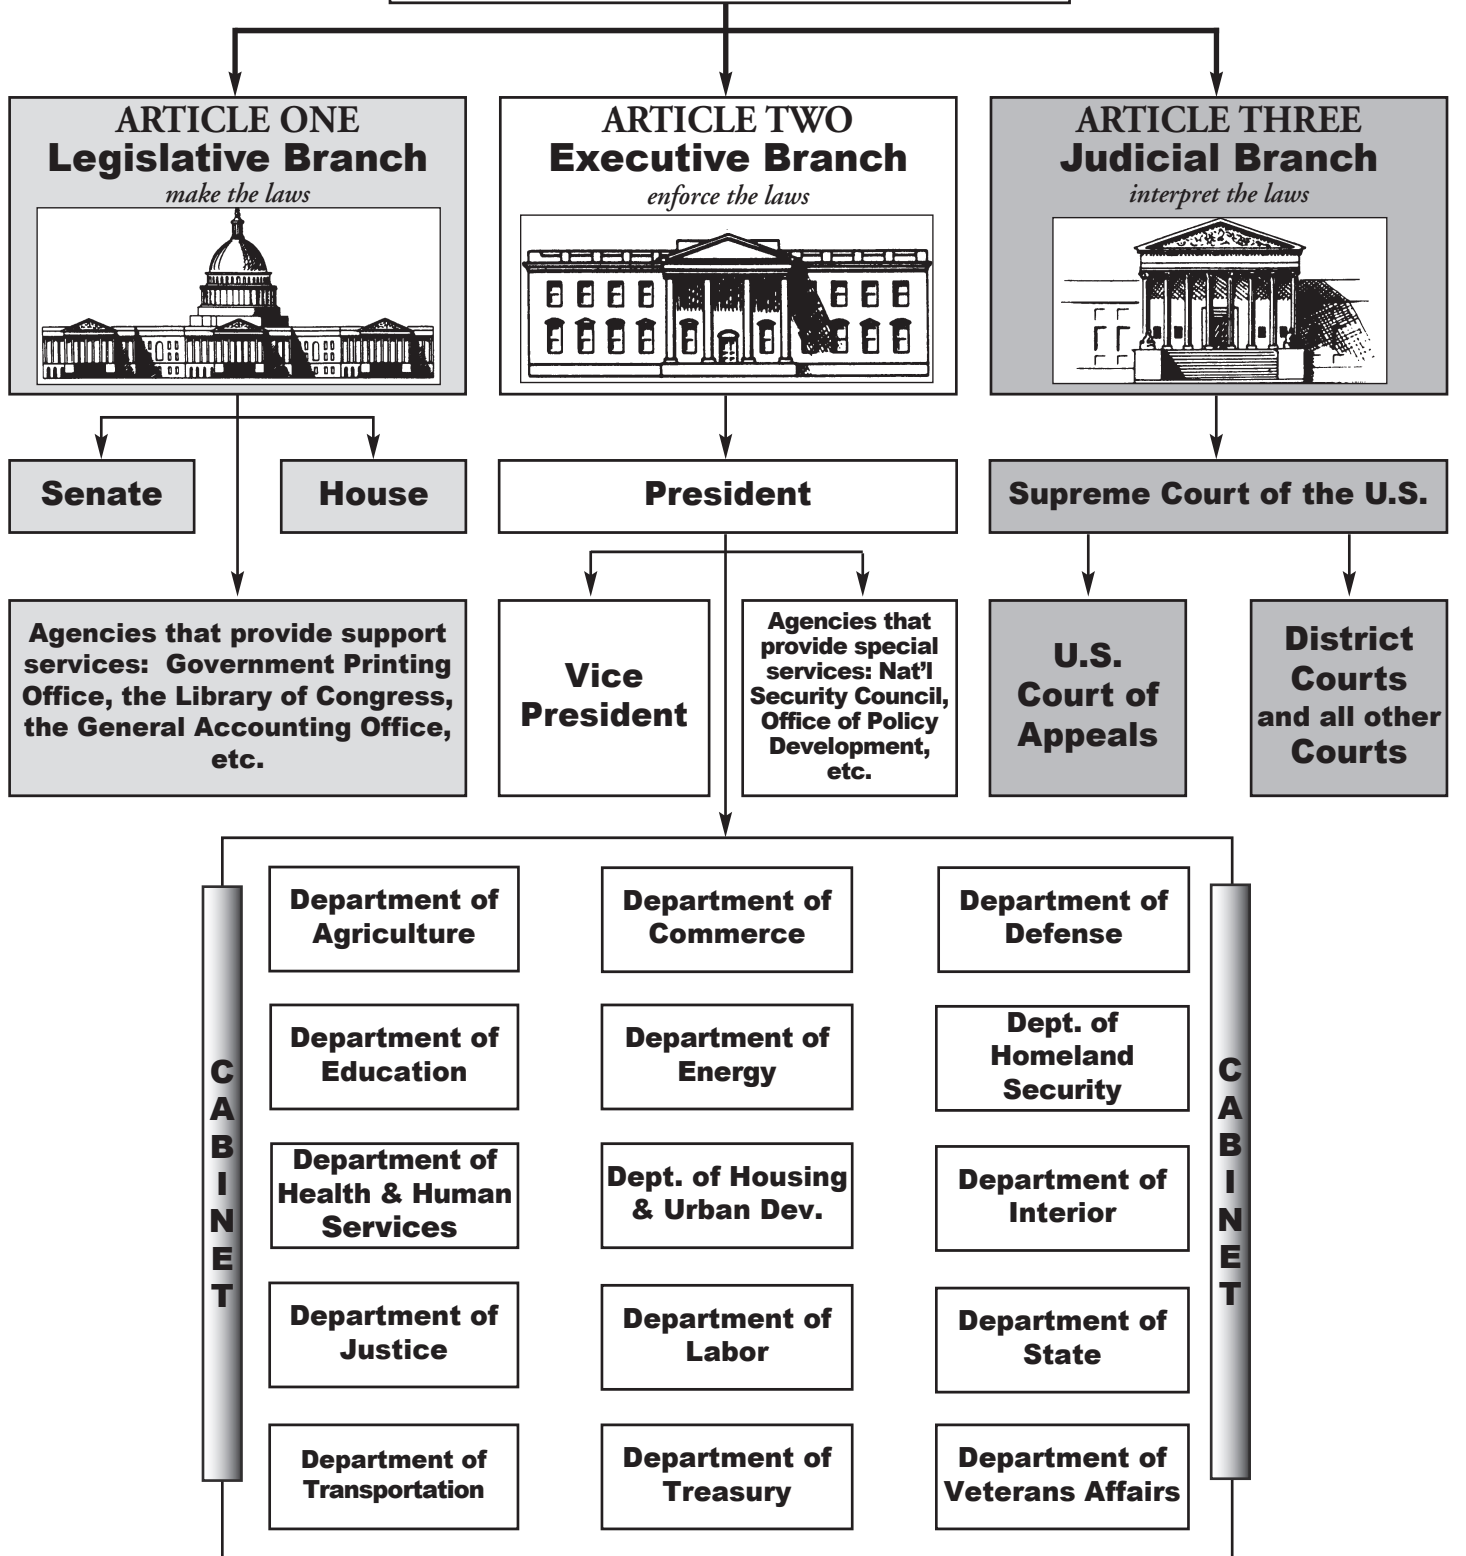 ARTICLE ONE
Legislative Branch
make the laws
ARTICLE TWO
Executive Branch
enforce the laws
ARTICLE THREE
Judicial Branch
interpret the laws
Senate
House
President
Supreme Court of the U.S.
Agencies that provide support
services: Government Printing
Office, the Library of Congress,
the General Accounting Office,
etc.
Vice
President
Agencies that
provide special
services: Nat'l
Security Council,
Office of Policy
Development,
etc.
U.S.
Court of
Appeals
District
Courts
and all other
Courts
CABINET
Department of
Agriculture
Department of
Commerce
Department of
Defense
Department of
Education
Department of
Energy
Dept. of
Homeland
Security
Department of
Health & Human
Services
Dept. of Housing
& Urban Dev.
Department of
Interior
Department of
Justice
Department of
Labor
Department of
State
Department of
Transportation
Department of
Treasury
Department of
Veterans Affairs
CABINET